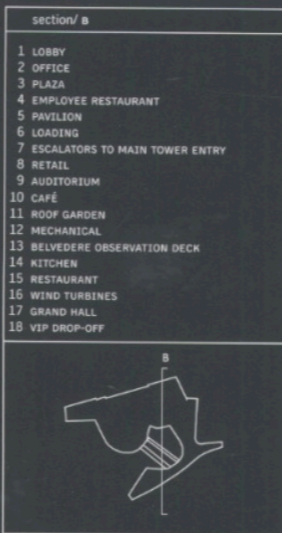 section/ B
1 LOBBY
2 OFFICE
3 PLAZA
4 EMPLOYEE RESTAURANT
5 PAVILION
6 LOADING
7 ESCALATORS TO MAIN TOWER ENTRY
8 RETAIL
9 AUDITORIUM
10 CAFÉ
11 ROOF GARDEN
12 MECHANICAL
13 BELVEDERE OBSERVATION DECK
14 KITCHEN
15 RESTAURANT
16 WIND TURBINES
17 GRAND HALL
18 VIP DROP-OFF
B